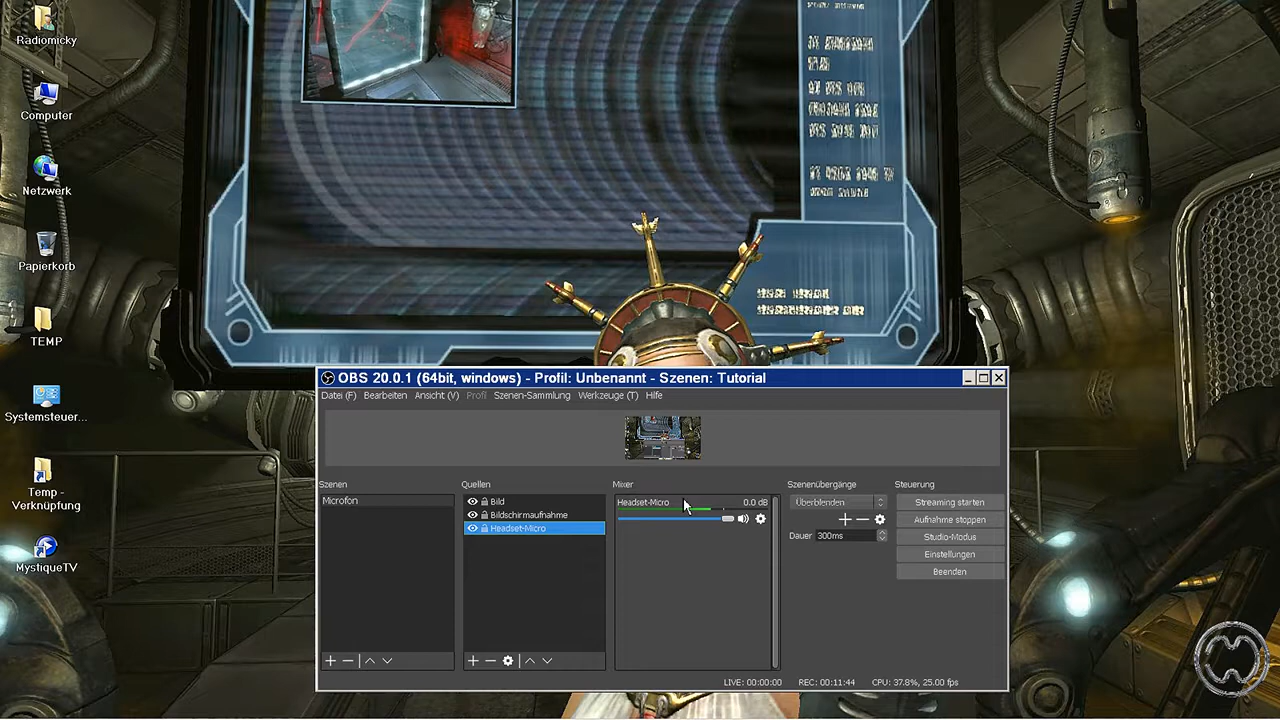 Radiomicky
Computer
Netzwerk
Papierkorb
TEMP
Systemsteuer...
Temp -
Verknüpfung
MystiqueTV
OBS 20.0.1 (64bit, windows) - Profil: Unbenannt - Szenen: Tutorial
Datei (F) Bearbeiten Ansicht (V) Profil Szenen-Sammlung Werkzeuge (T) Hilfe
Szenen
Microfon
Quellen
Bild
Bildschirmaufnahme
Headset-Micro
Mixer
Headset-Micro 0.0 dB
Szenenübergänge
Überblenden
Dauer 300ms
Steuerung
Streaming starten
Aufnahme stoppen
Studio-Modus
Einstellungen
Beenden
LIVE: 00:00:00 REC: 00:11:44 CPU: 37.8%, 25.00 fps